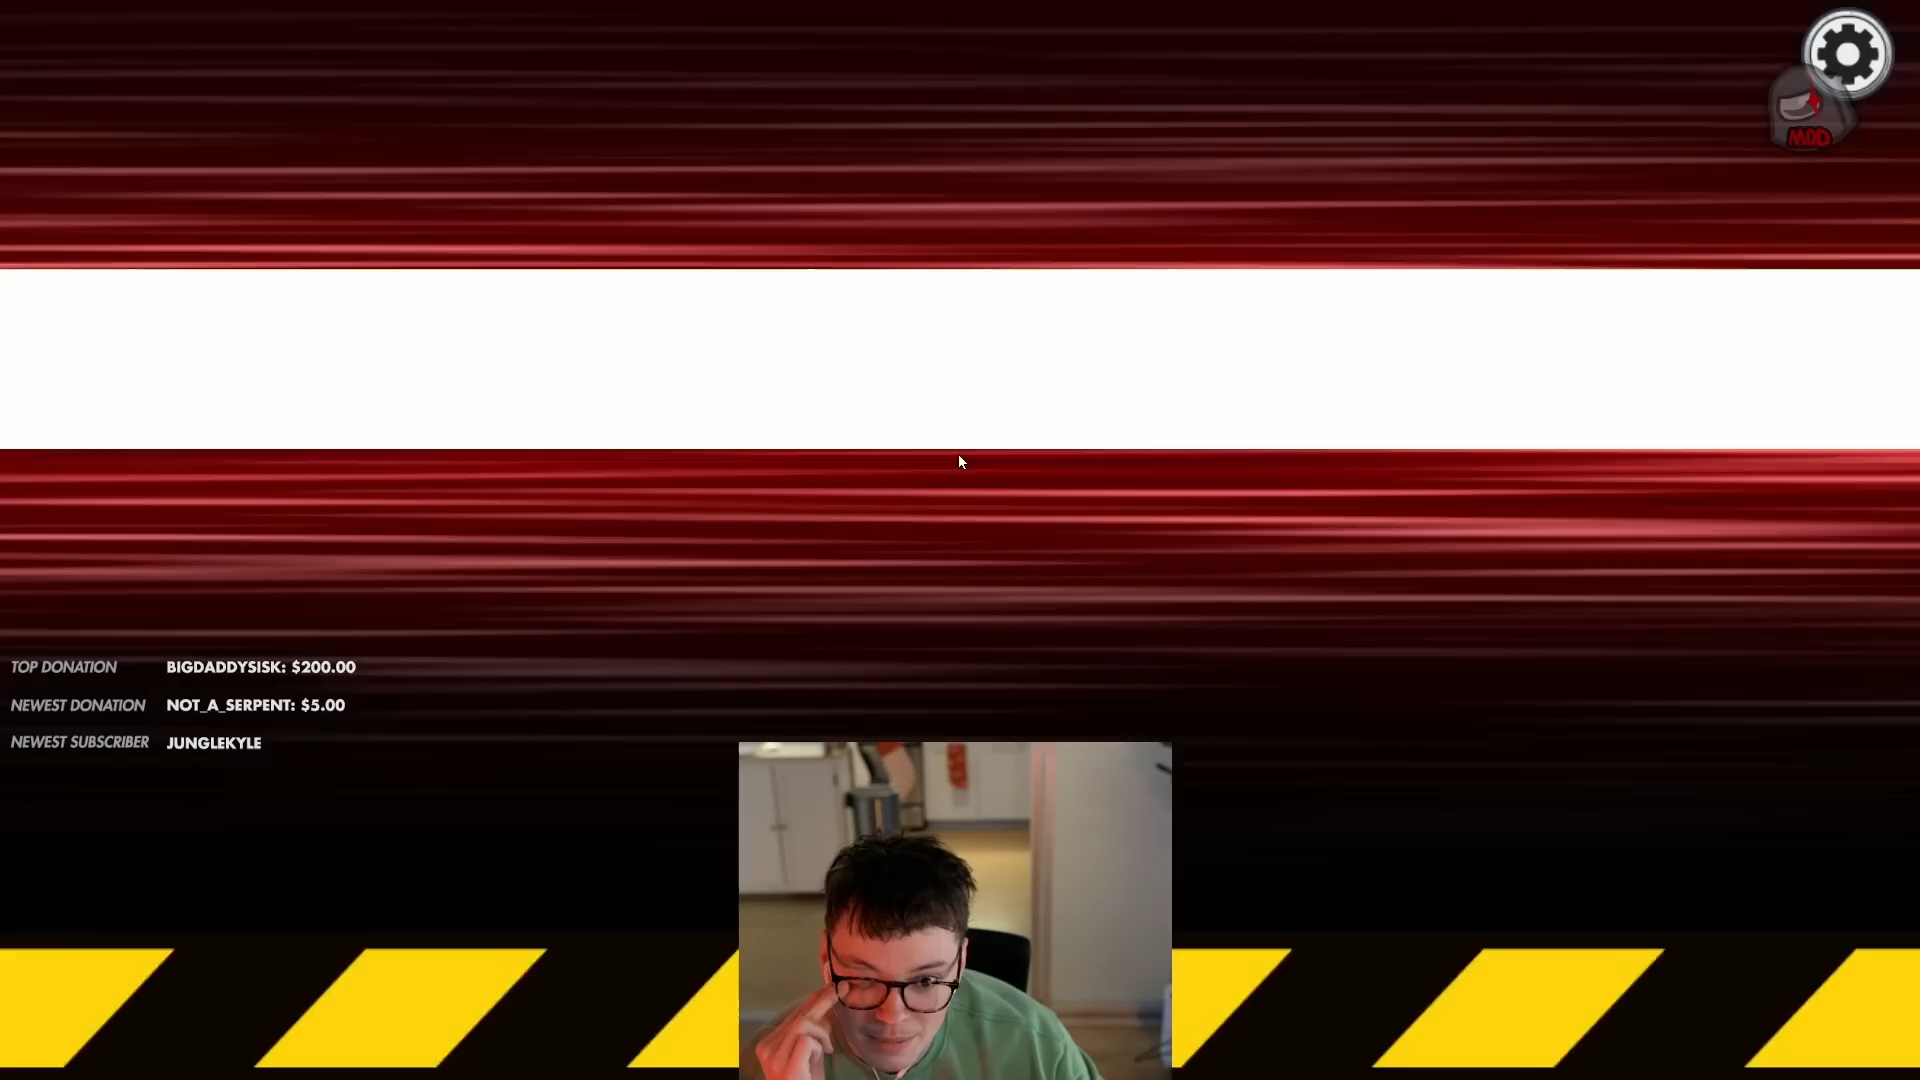 MOD
TOP DONATION BIGDADDYSISK: $200.00
NEWEST DONATION NOT_A_SERPENT: $5.00
NEWEST SUBSCRIBER JUNGLEKYLE